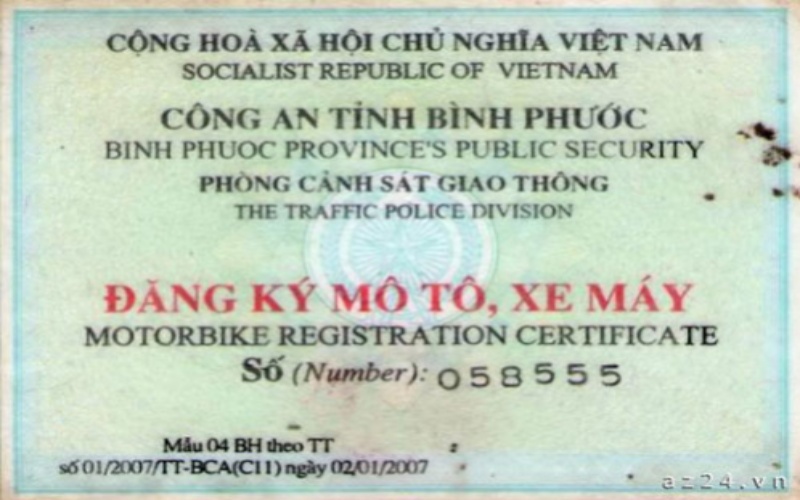 CỘNG HOÀ XÃ HỘI CHỦ NGHĨA VIỆT NAM
SOCIALIST REPUBLIC OF VIETNAM
CÔNG AN TỈNH BÌNH PHƯỚC
BINH PHUOC PROVINCE'S PUBLIC SECURITY
PHÒNG CẢNH SÁT GIAO THÔNG
THE TRAFFIC POLICE DIVISION
ĐĂNG KÝ MÔ TÔ, XE MÁY
MOTORBIKE REGISTRATION CERTIFICATE
Số (Number): 058555
Mẫu 04 BH theo TT
số 01/2007/TT-BCA(C11) ngày 02/01/2007
az24.vn